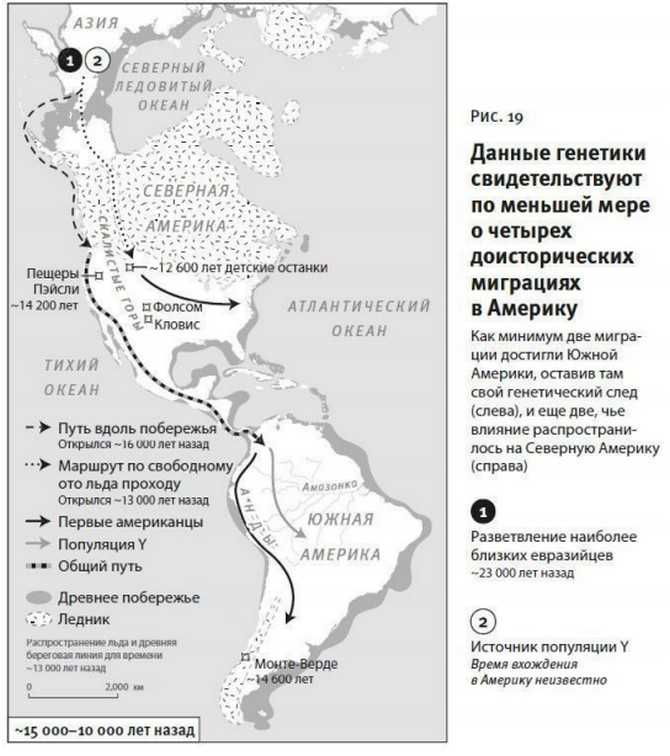 АЗИЯ
1 2
СЕВЕРНЫЙ
ЛЕДОВИТЫЙ
ОКЕАН
СЕВЕРНАЯ
АМЕРИКА
СКАЛИСТЫЕ ГОРЫ
~12 600 лет детские останки
Пещеры
Пэйсли
~14 200 лет
Фолсом
Кловис
АТЛАНТИЧЕСКИЙ
ОКЕАН
ТИХИЙ
ОКЕАН
Путь вдоль побережья
Открылся ~16 000 лет назад
Маршрут по свободному
ото льда проходу
Открылся ~13 000 лет назад
Первые американцы
Популяция Y
Общий путь
Древнее побережье
Ледник
Распространение льда и древняя
береговая линия для времени
~13 000 лет назад
0 2,000 км
Амазонка
АНДЫ
ЮЖНАЯ
АМЕРИКА
Монте-Верде
~14 600 лет
~15 000–10 000 лет назад
Рис. 19
Данные генетики
свидетельствуют
по меньшей мере
о четырех
доисторических
миграциях
в Америку
Как минимум две мигра-
ции достигли Южной
Америки, оставив там
свой генетический след
(слева), и еще две, чье
влияние распространи-
лось на Северную Америку
(справа)
1
Разветвление наиболее
близких евразийцев
~23 000 лет назад
2
Источник популяции Y
Время вхождения
в Америку неизвестно